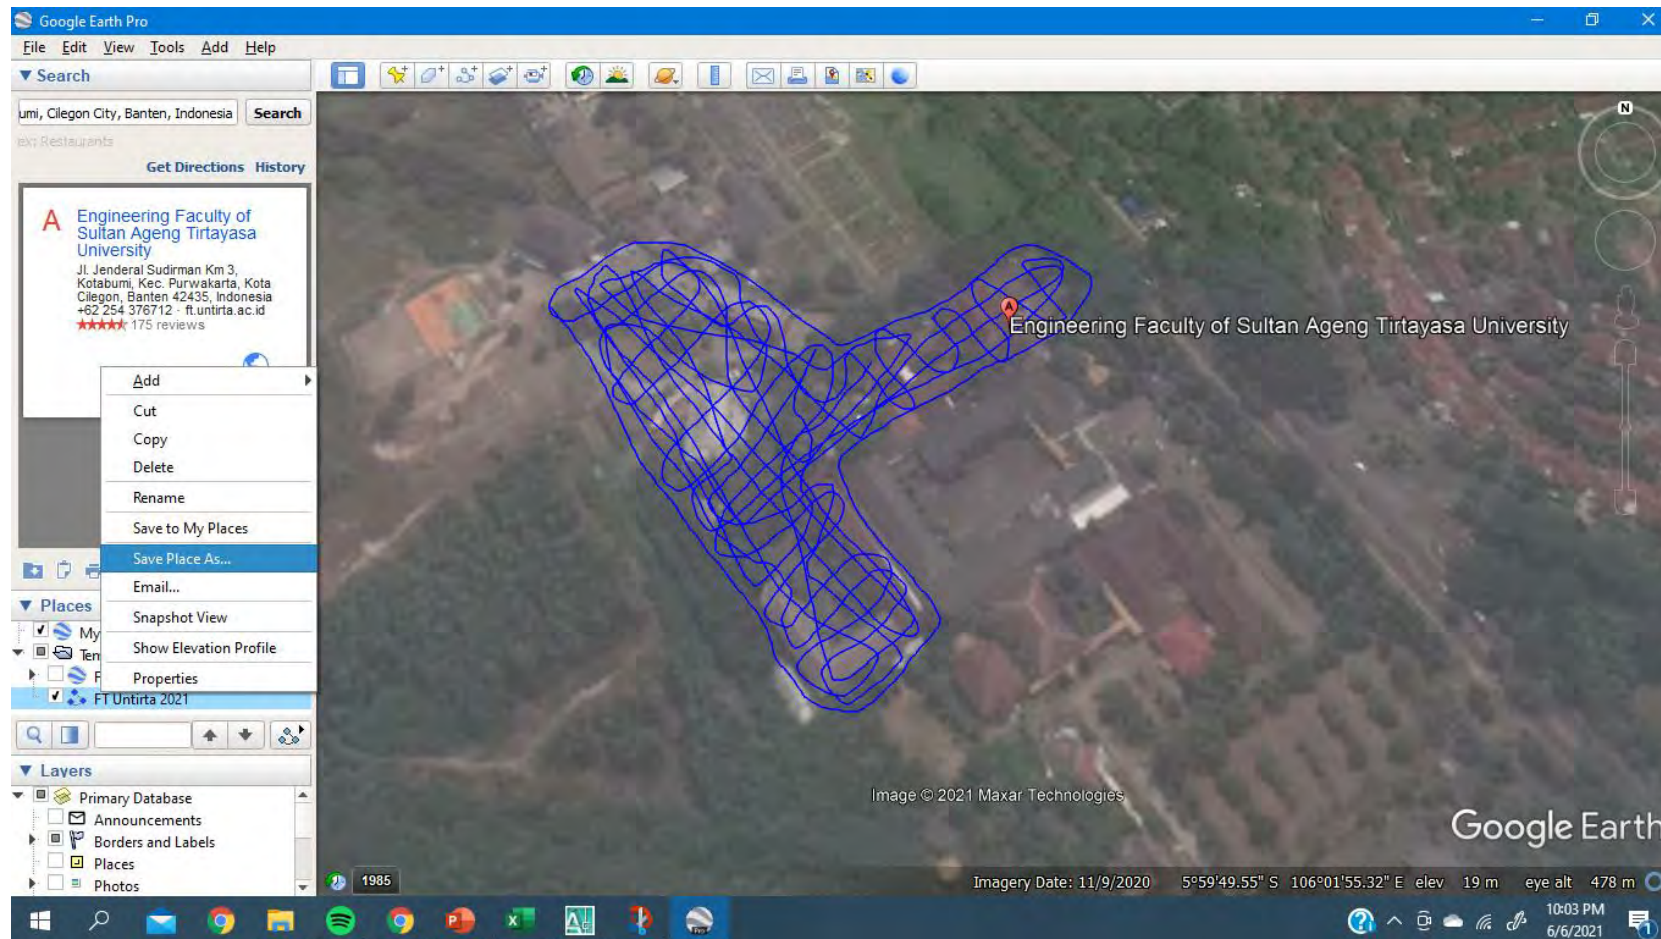 Google Earth Pro
File Edit View Tools Add Help
Search
umi, Cilegon City, Banten, Indonesia Search
ex: Restaurants
Get Directions History
A
Engineering Faculty of
Sultan Ageng Tirtayasa
University
Jl. Jenderal Sudirman Km 3,
Kotabumi, Kec. Purwakarta, Kota
Cilegon, Banten 42435, Indonesia
+62 254 376712 · ft.untirta.ac.id
175 reviews
Add
Cut
Copy
Delete
Rename
Save to My Places
Save Place As...
Email...
Snapshot View
Show Elevation Profile
Properties
Places
My
Tem
F
FT Untirta 2021
Layers
Primary Database
Announcements
Borders and Labels
Places
Photos
N
A
Engineering Faculty of Sultan Ageng Tirtayasa University
Image © 2021 Maxar Technologies
Google Earth
1985
Imagery Date: 11/9/2020 5°59'49.55" S 106°01'55.32" E elev 19 m eye alt 478 m
10:03 PM
6/6/2021
1